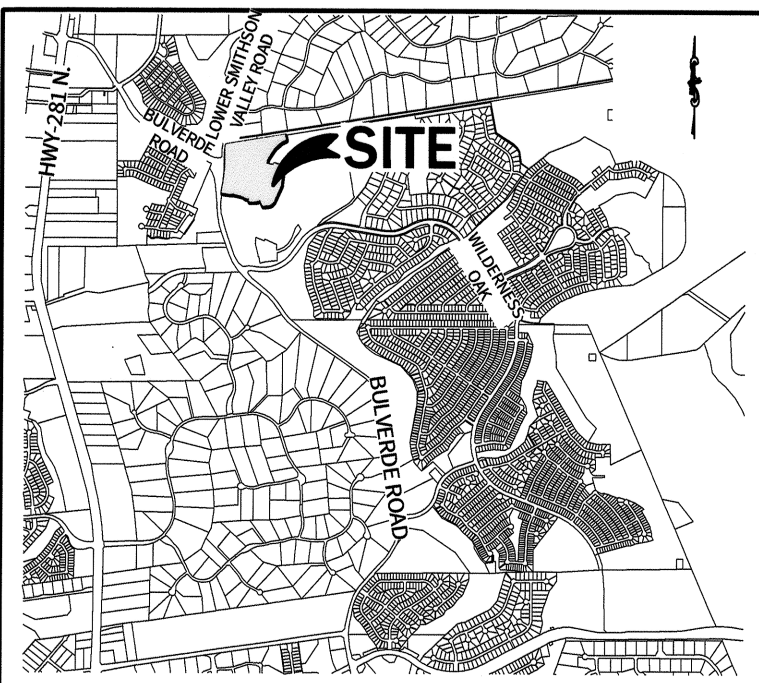 HWY-281 N.
BULVERDE
ROAD
LOWER SMITHSON
VALLEY ROAD
SITE
WILDERNESS
OAK
BULVERDE ROAD